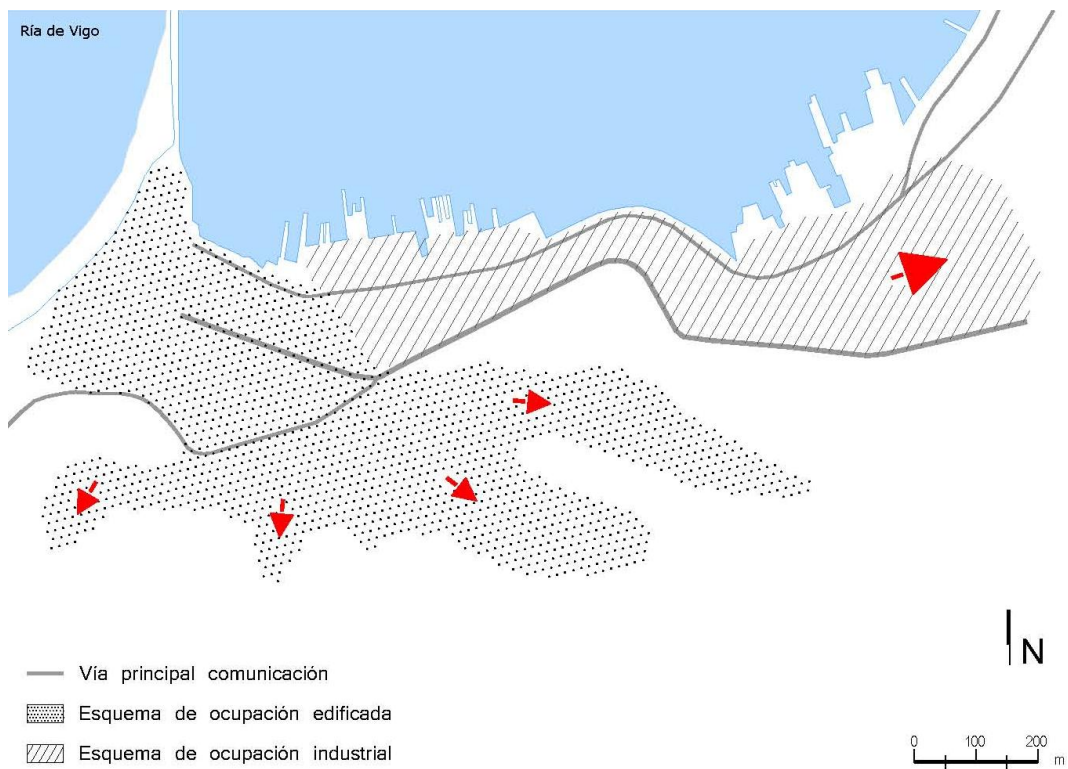 Ría de Vigo
N
Vía principal comunicación
Esquema de ocupación edificada
Esquema de ocupación industrial
0 100 200
m